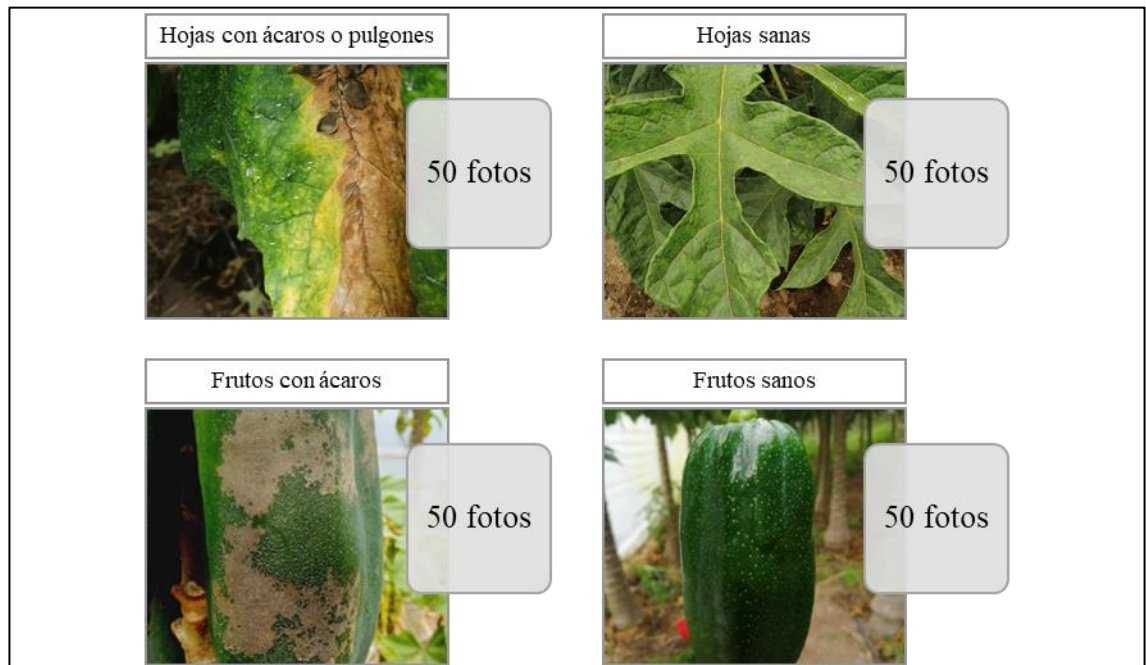 Hojas con ácaros o pulgones
Hojas sanas
50 fotos
50 fotos
Frutos con ácaros
Frutos sanos
50 fotos
50 fotos